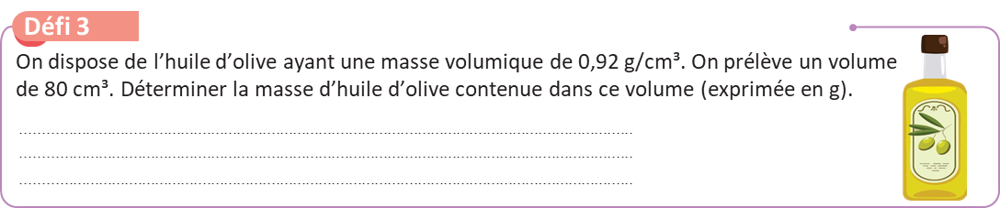 Défi 3
On dispose de l’huile d’olive ayant une masse volumique de 0,92 g/cm³. On prélève un volume
de 80 cm³. Déterminer la masse d’huile d’olive contenue dans ce volume (exprimée en g).